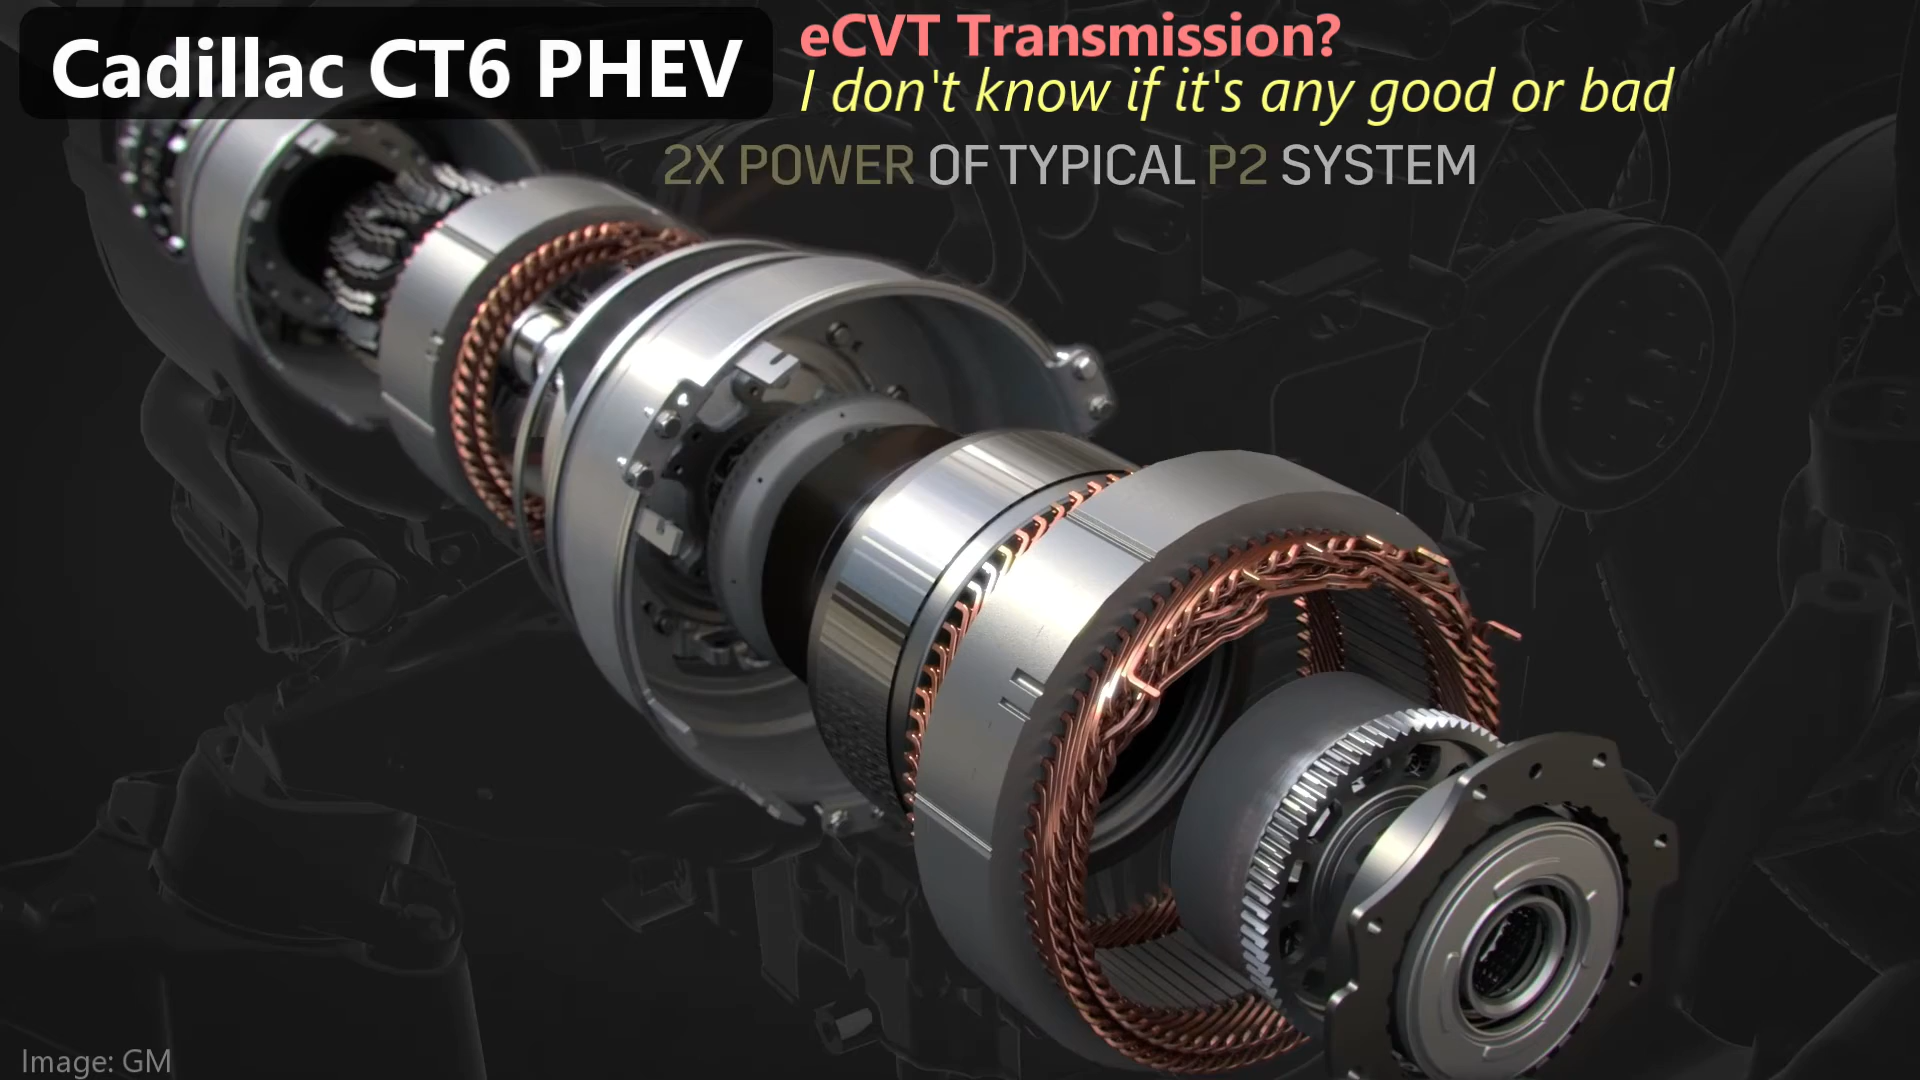 Cadillac CT6 PHEV
eCVT Transmission?
I don't know if it's any good or bad
2X POWER OF TYPICAL P2 SYSTEM
Image: GM